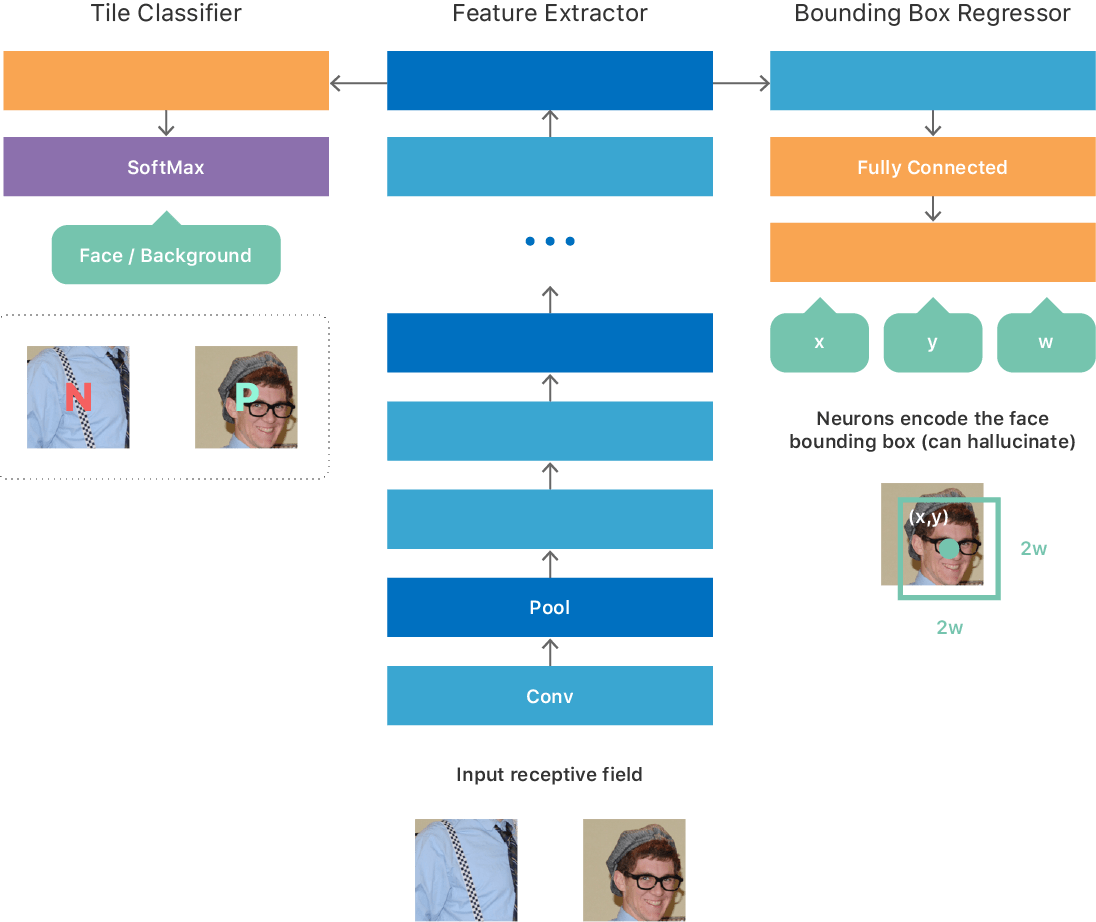 Tile Classifier
Feature Extractor
Bounding Box Regressor
SoftMax
Fully Connected
Face / Background
x
y
w
N
P
Neurons encode the face
bounding box (can hallucinate)
(x,y)
2w
2w
Pool
Conv
Input receptive field